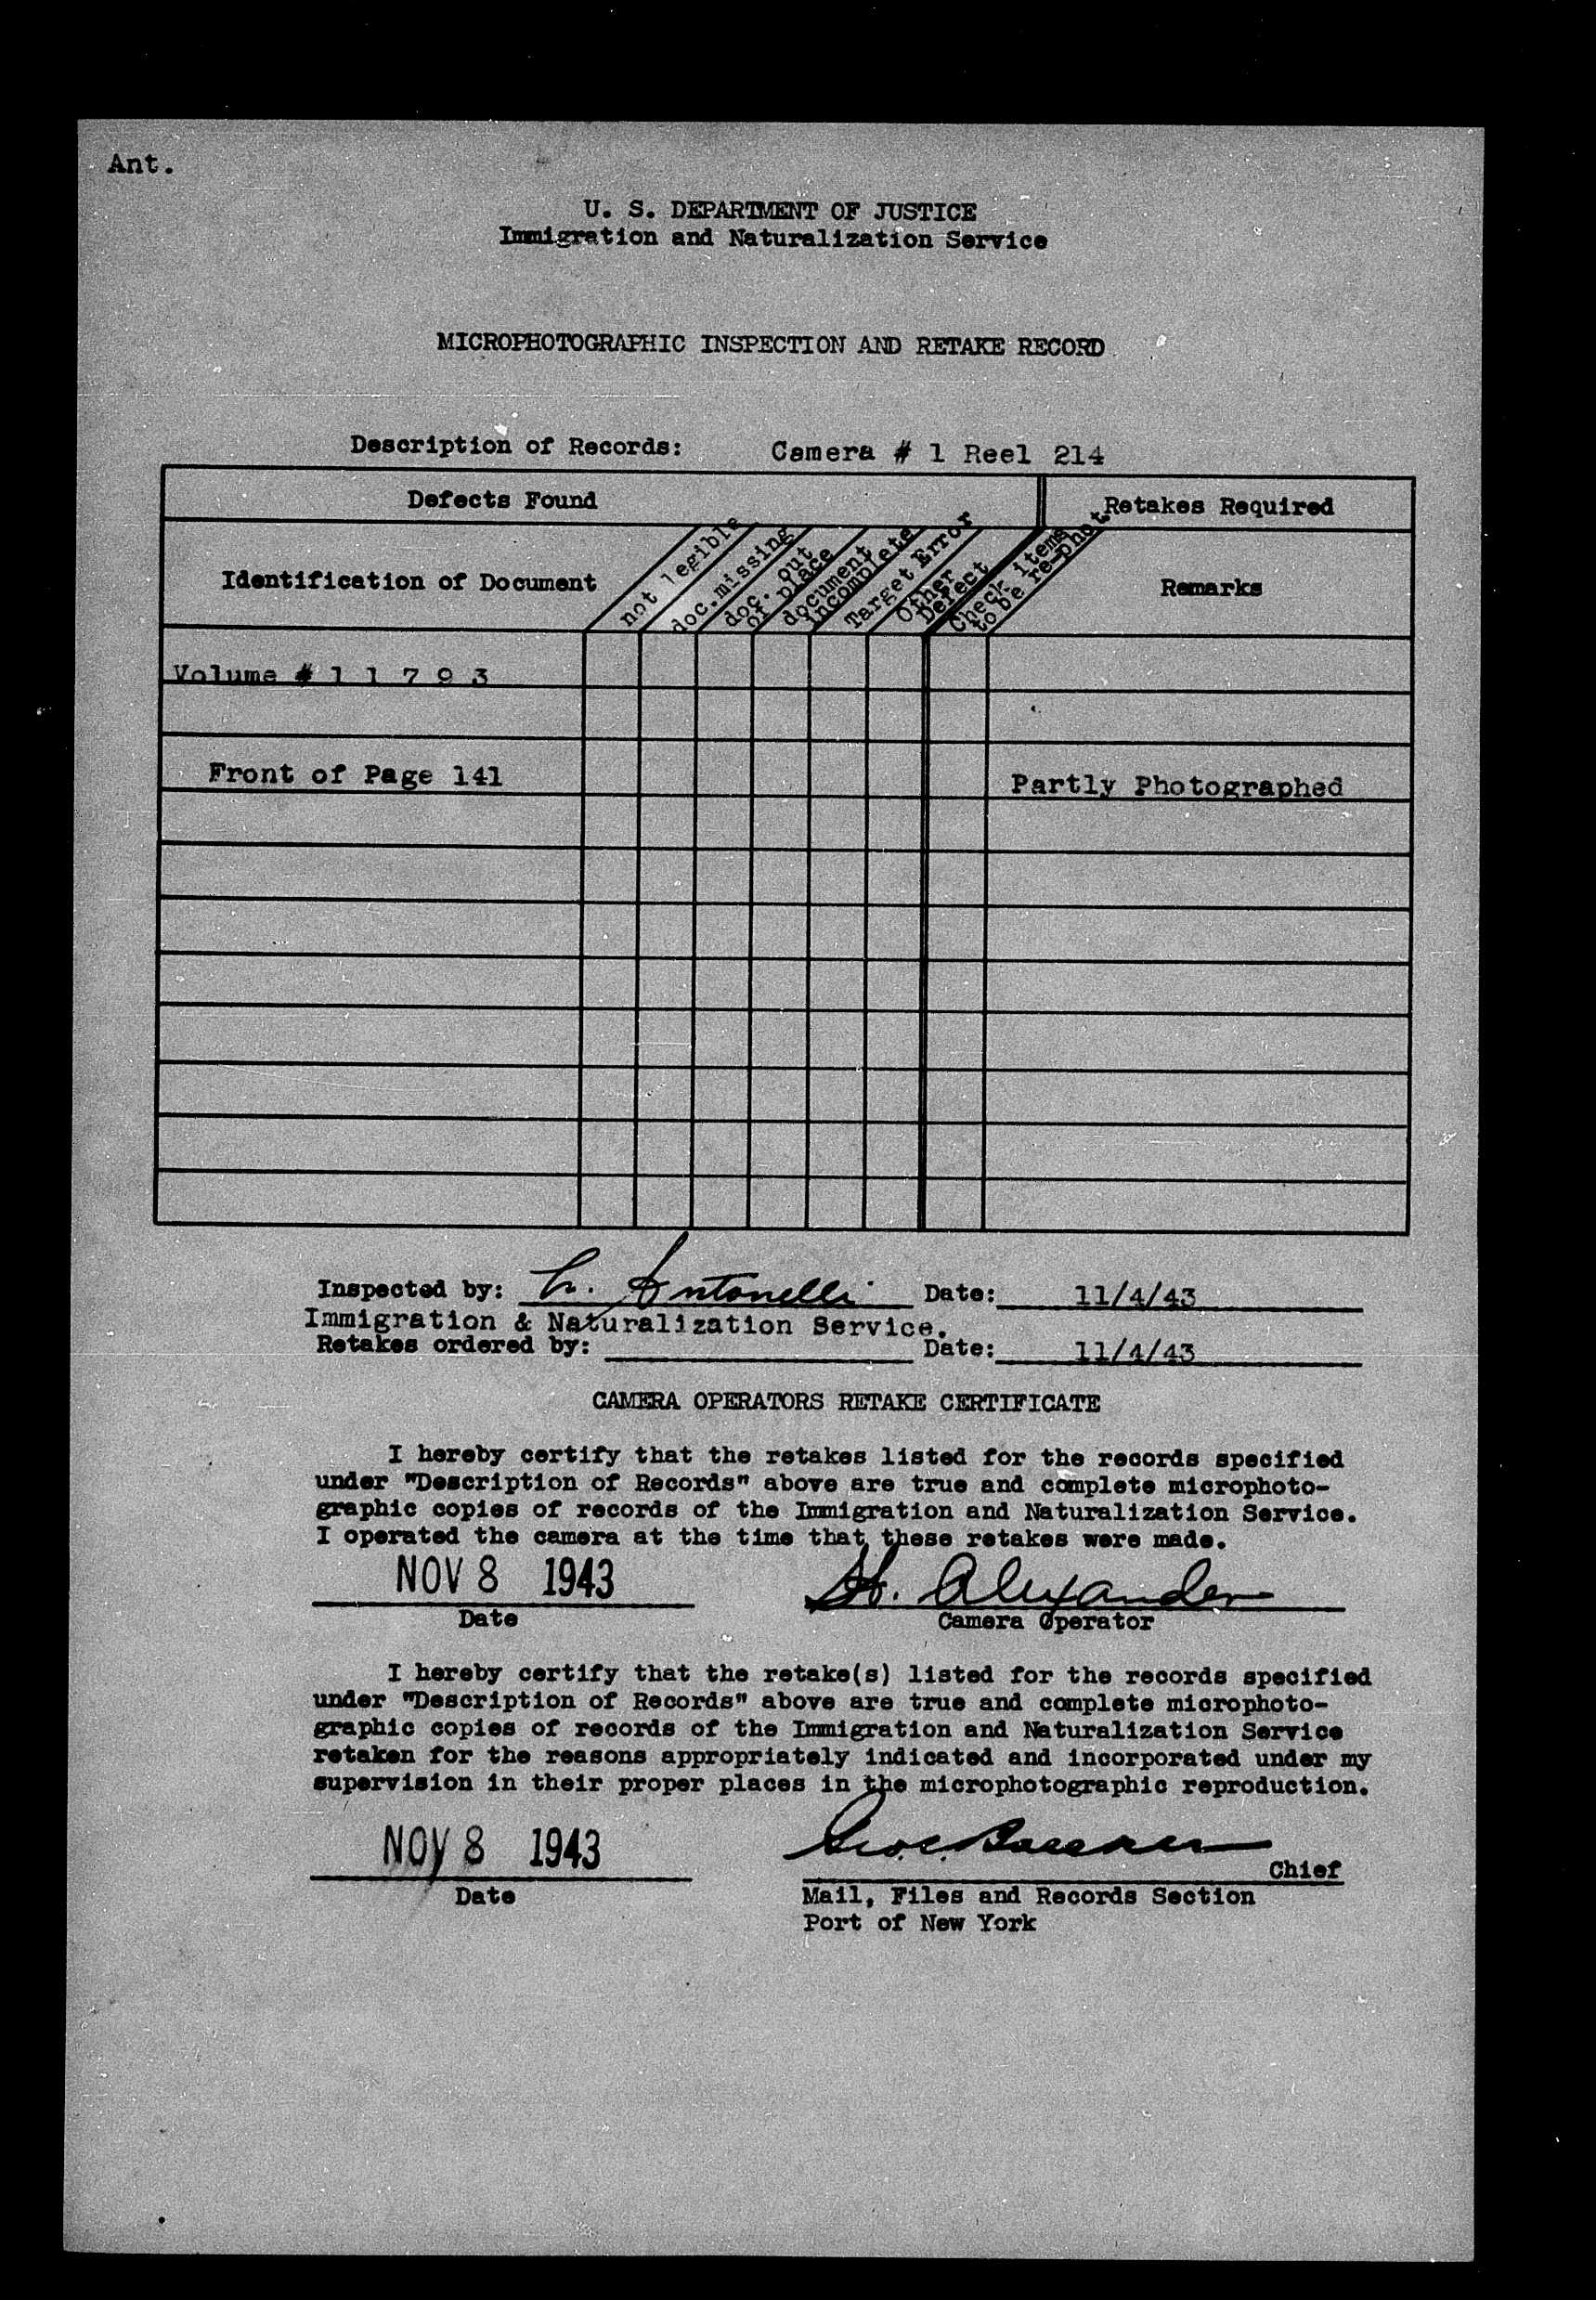 Ant.
U. S. DEPARTMENT OF JUSTICE
Immigration and Naturalization Service
MICROPHOTOGRAPHIC INSPECTION AND RETAKE RECORD
Description of Records: Camera # 1 Reel 214
Defects Found
Retakes Required
Identification of Document
not legible
doc. missing
doc. out
of place
document
incomplete
Target Error
Other
Defect
Check items
to be re-phot
Remarks
Volume # 1 1 7 9 3
Front of Page 141 Partly Photographed
Inspected by: Antonelli Date: 11/4/43
Immigration & Naturalization Service.
Retakes ordered by: Date: 11/4/43
CAMERA OPERATORS RETAKE CERTIFICATE
I hereby certify that the retakes listed for the records specified
under "Description of Records" above are true and complete microphoto-
graphic copies of records of the Immigration and Naturalization Service.
I operated the camera at the time that these retakes were made.
NOV 8 1943 Alexander
Date Camera Operator
I hereby certify that the retake(s) listed for the records specified
under "Description of Records" above are true and complete microphoto-
graphic copies of records of the Immigration and Naturalization Service
retaken for the reasons appropriately indicated and incorporated under my
supervision in their proper places in the microphotographic reproduction.
NOV 8 1943
Chief
Date Mail, Files and Records Section
Port of New York